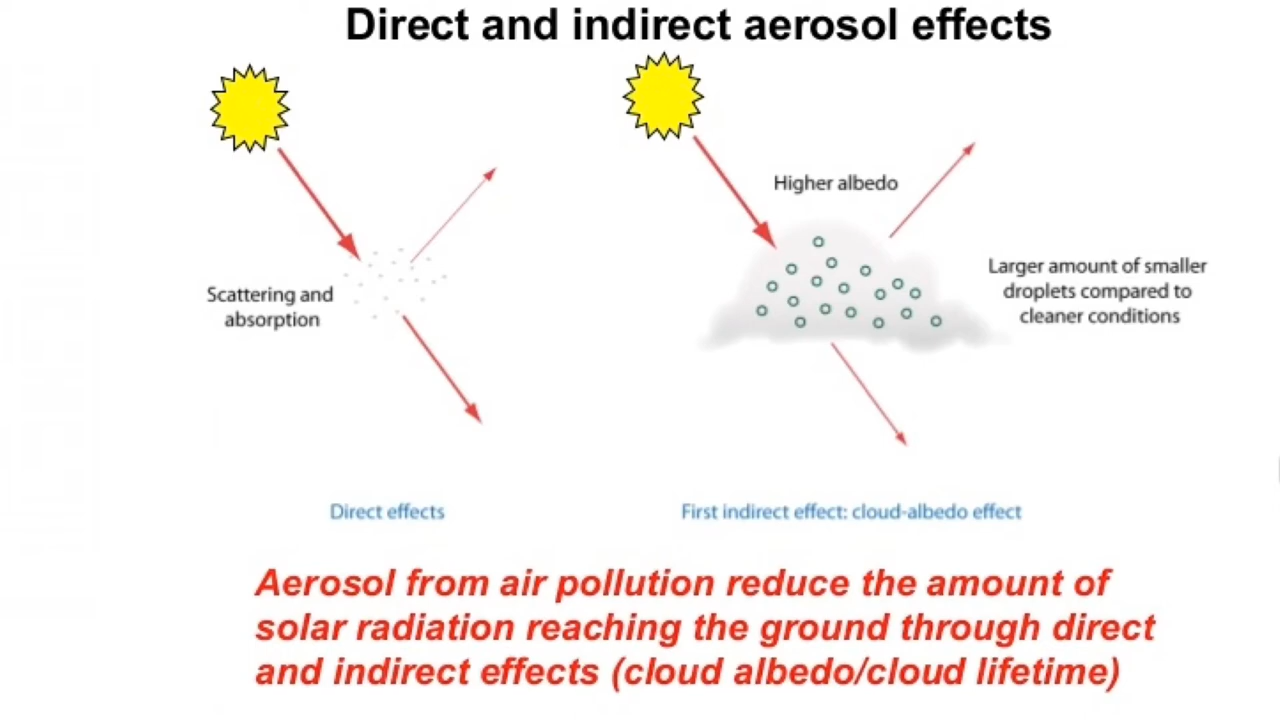 Direct and indirect aerosol effects
Higher albedo
Scattering and
absorption
Larger amount of smaller
droplets compared to
cleaner conditions
Direct effects
First indirect effect: cloud-albedo effect
Aerosol from air pollution reduce the amount of
solar radiation reaching the ground through direct
and indirect effects (cloud albedo/cloud lifetime)